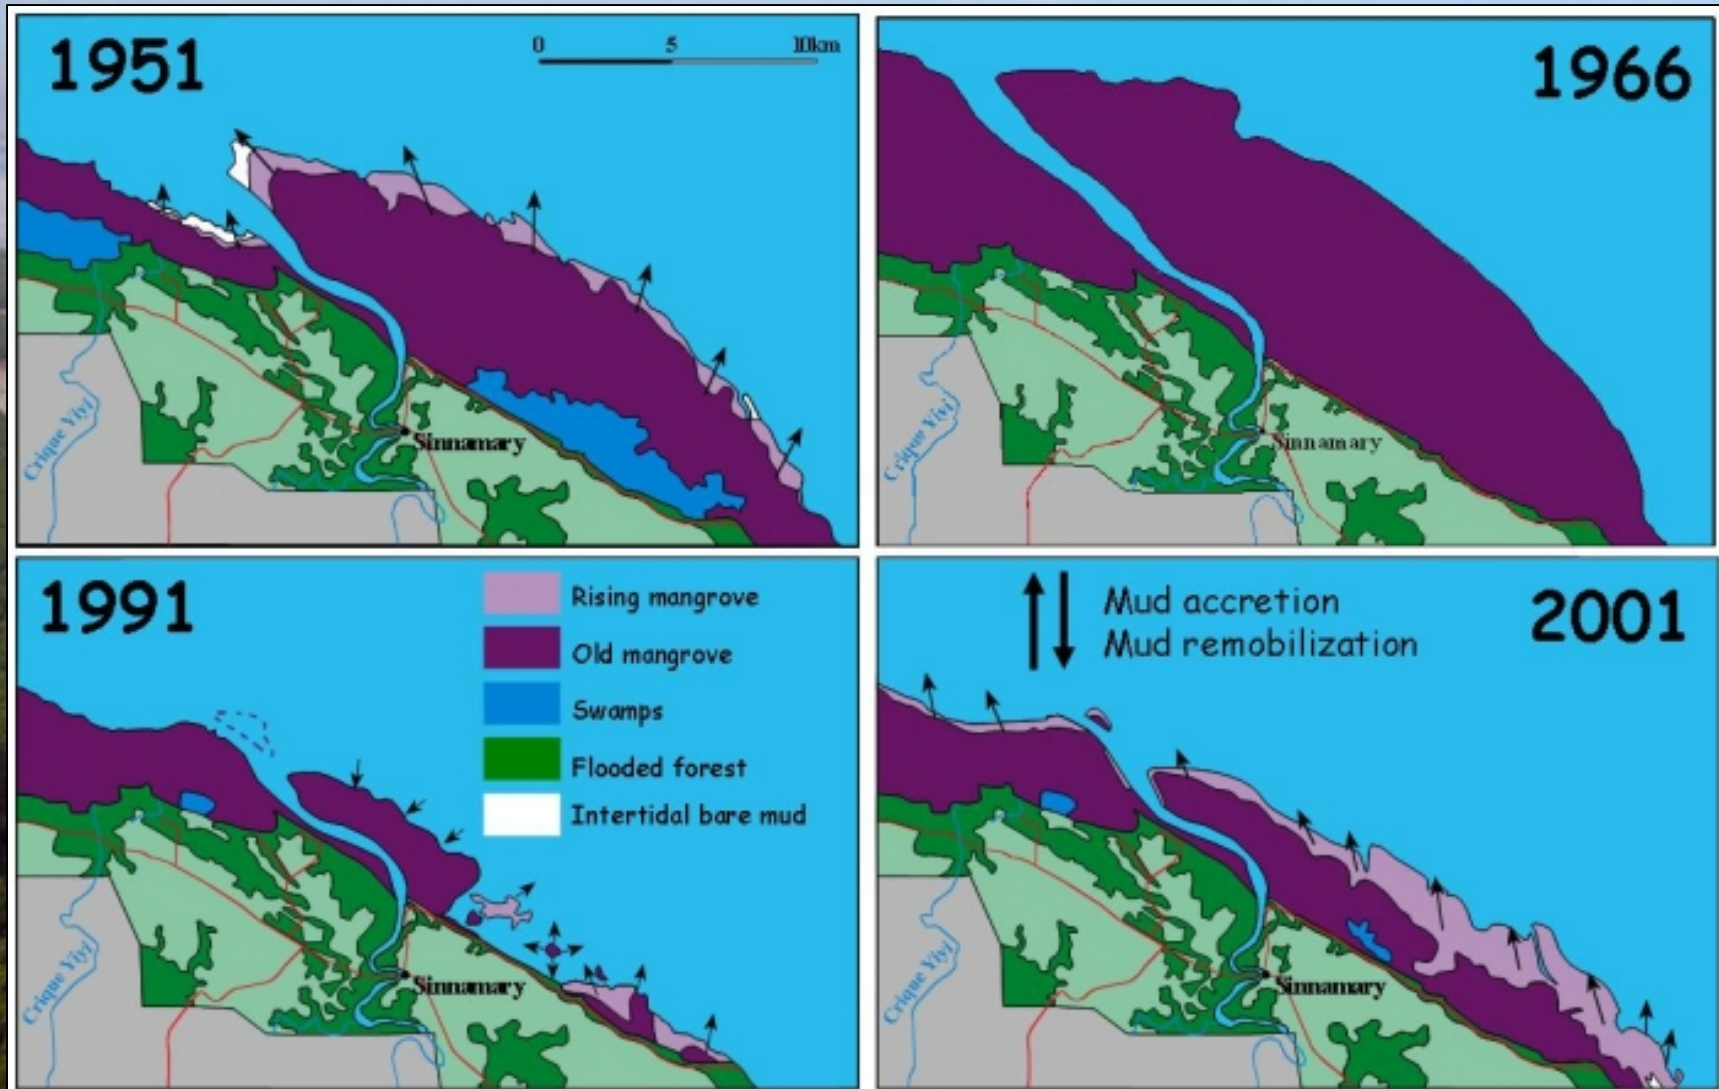 1951
0 5 10km
Crique Yiyi
Sinnamary
1966
Crique Yiyi
Sinnamary
1991
Rising mangrove
Old mangrove
Swamps
Flooded forest
Intertidal bare mud
Crique Yiyi
Sinnamary
2001
Mud accretion
Mud remobilization
Crique Yiyi
Sinnamary